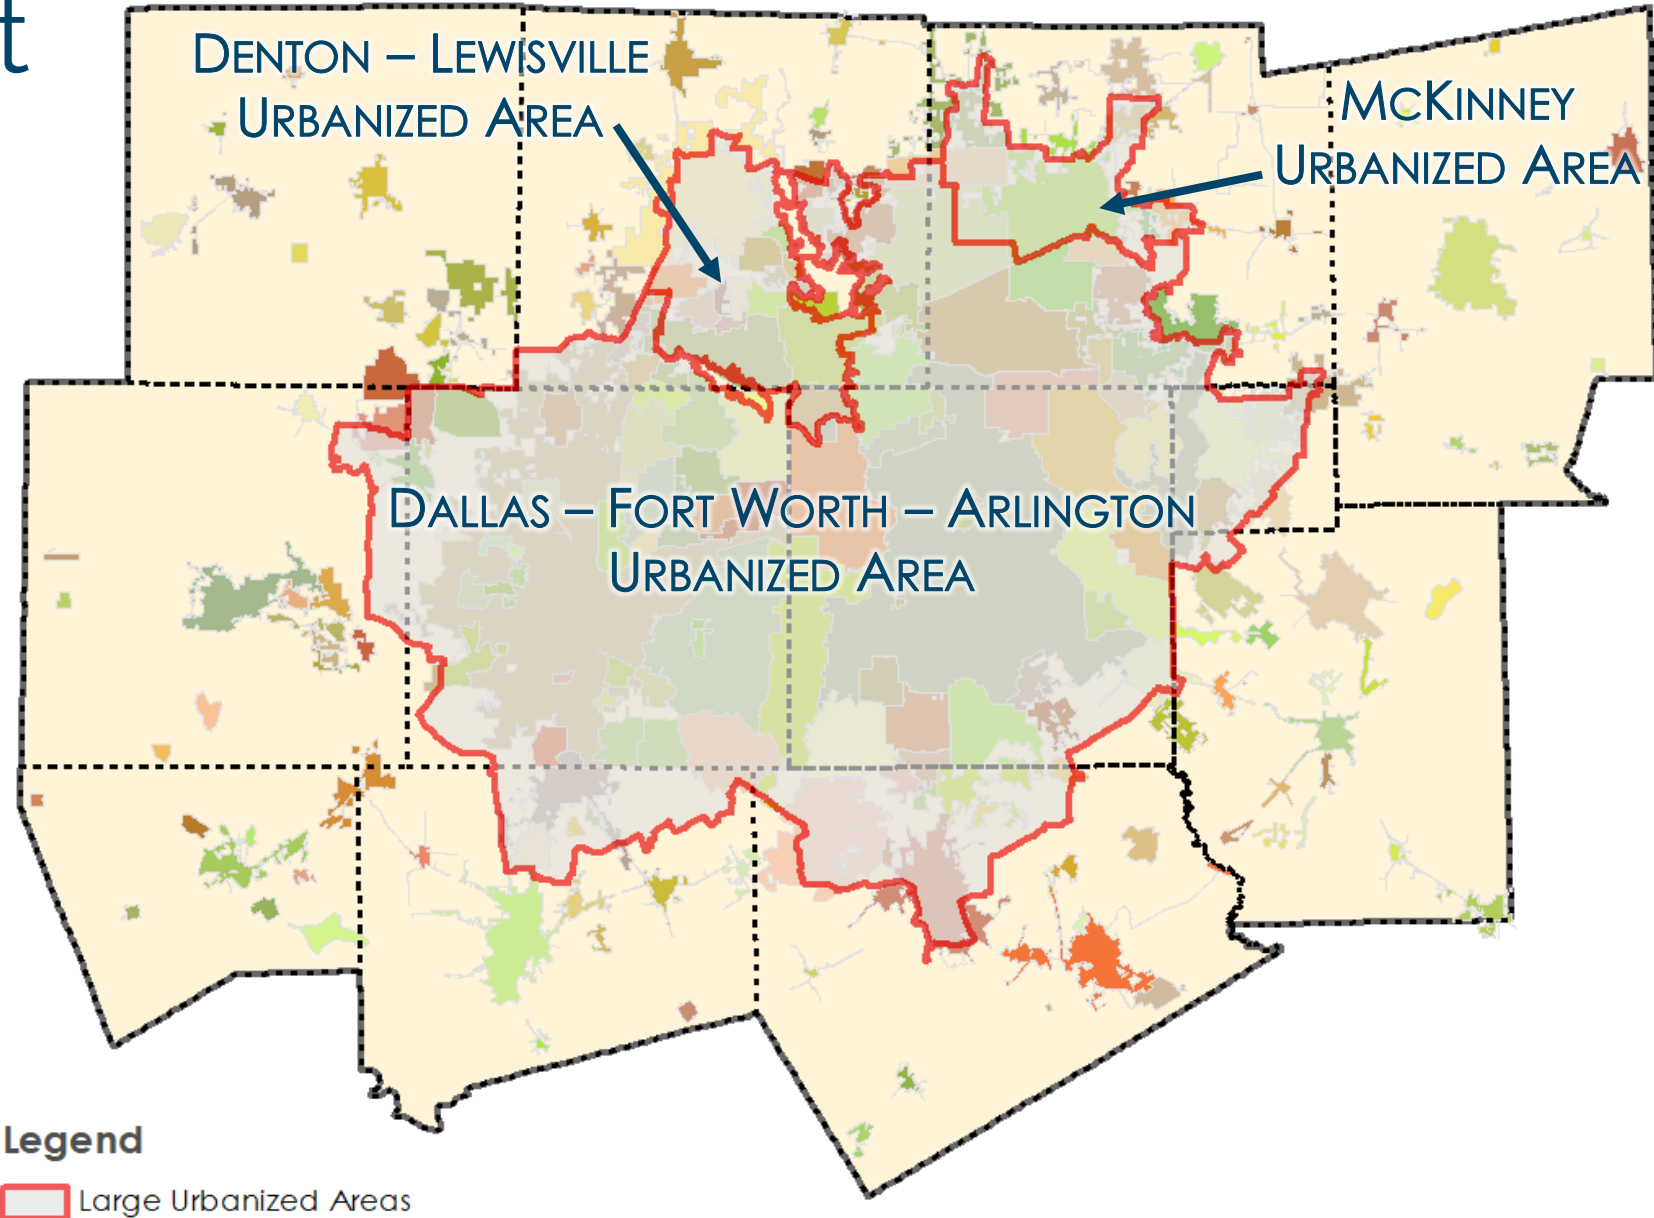 t
DENTON – LEWISVILLE
URBANIZED AREA
MCKINNEY
URBANIZED AREA
DALLAS – FORT WORTH – ARLINGTON
URBANIZED AREA
Legend
Large Urbanized Areas